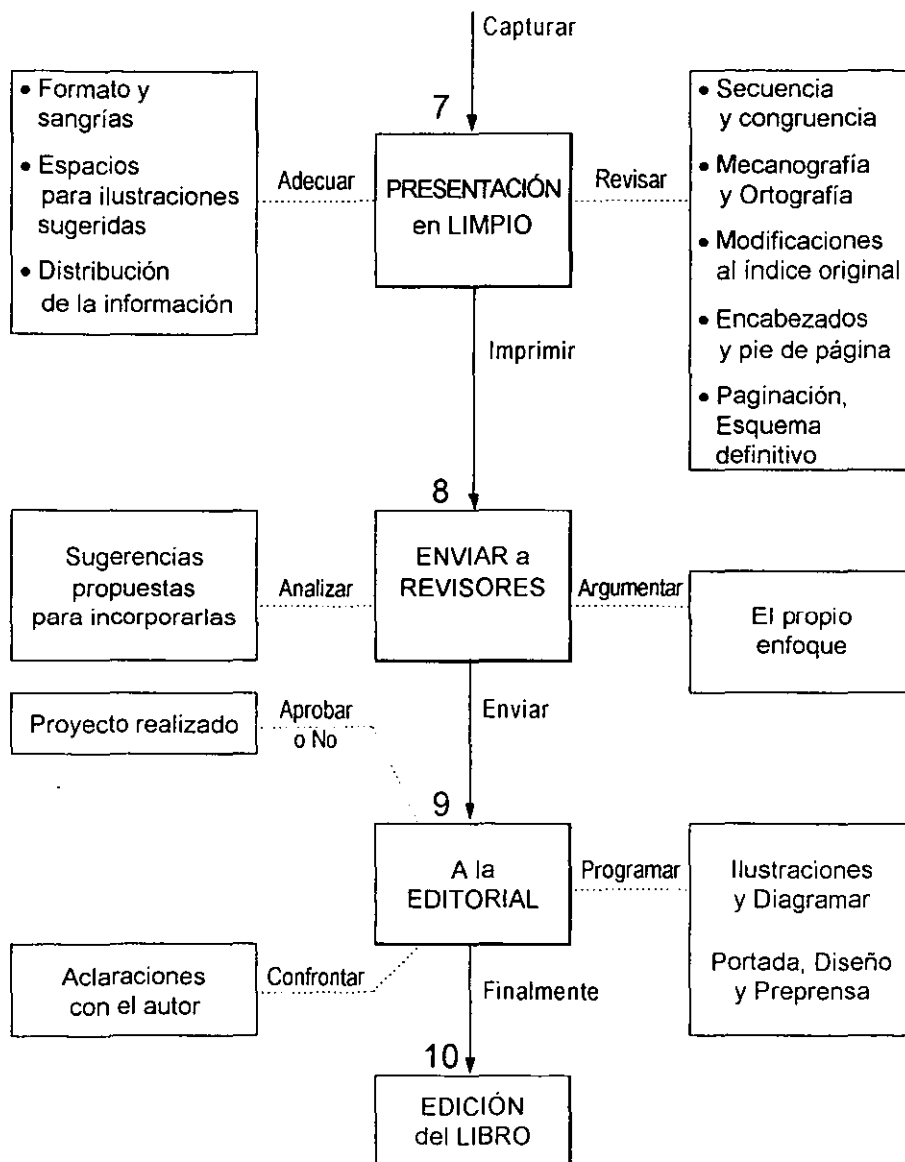 Capturar
• Formato y
sangrías
• Espacios
para ilustraciones
sugeridas
• Distribución
de la información
Adecuar
7
PRESENTACIÓN
en LIMPIO
Revisar
• Secuencia
y congruencia
• Mecanografía
y Ortografía
• Modificaciones
al índice original
• Encabezados
y pie de página
• Paginación,
Esquema
definitivo
Imprimir
8
Sugerencias
propuestas
para incorporarlas
Analizar
ENVIAR a
REVISORES
Argumentar
El propio
enfoque
Enviar
Proyecto realizado
Aprobar
o No
9
A la
EDITORIAL
Programar
Ilustraciones
y Diagramar
Portada, Diseño
y Preprensa
Aclaraciones
con el autor
Confrontar
Finalmente
10
EDICIÓN
del LIBRO